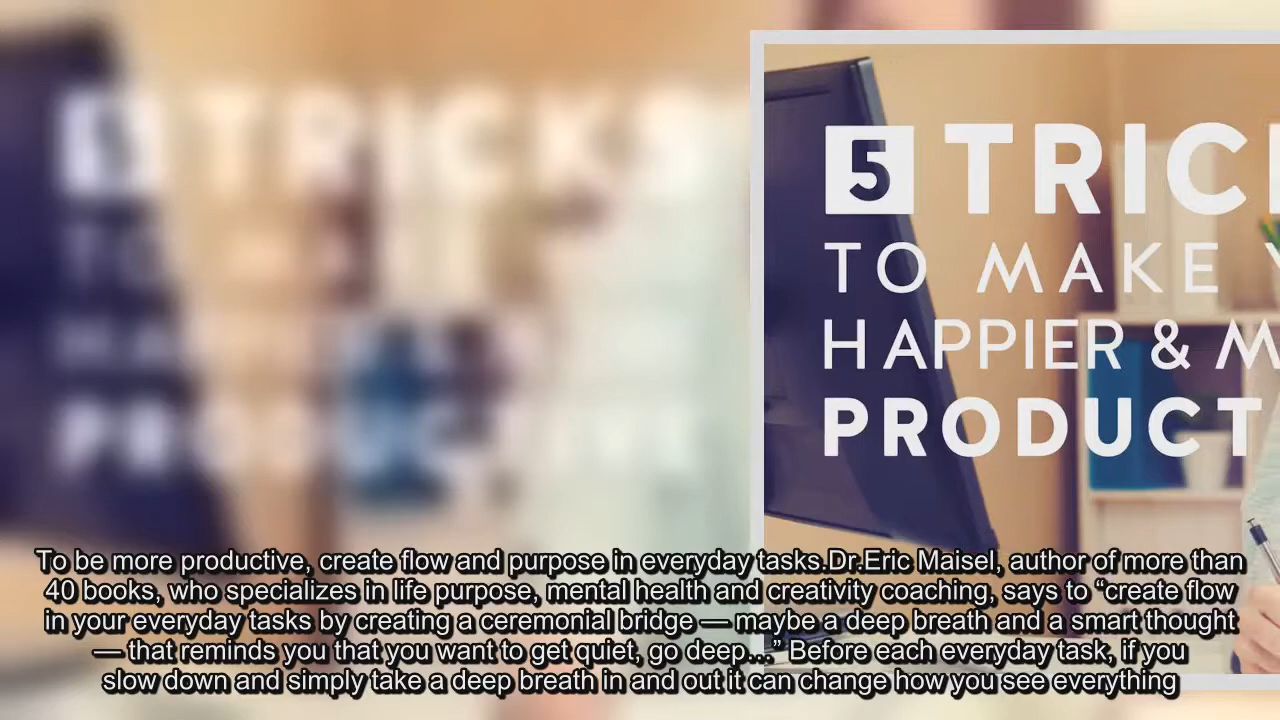 5 TRICK
TO MAKE Y
HAPPIER & M
PRODUCT
To be more productive, create flow and purpose in everyday tasks.Dr.Eric Maisel, author of more than
40 books, who specializes in life purpose, mental health and creativity coaching, says to “create flow
in your everyday tasks by creating a ceremonial bridge — maybe a deep breath and a smart thought
— that reminds you that you want to get quiet, go deep…” Before each everyday task, if you
slow down and simply take a deep breath in and out it can change how you see everything